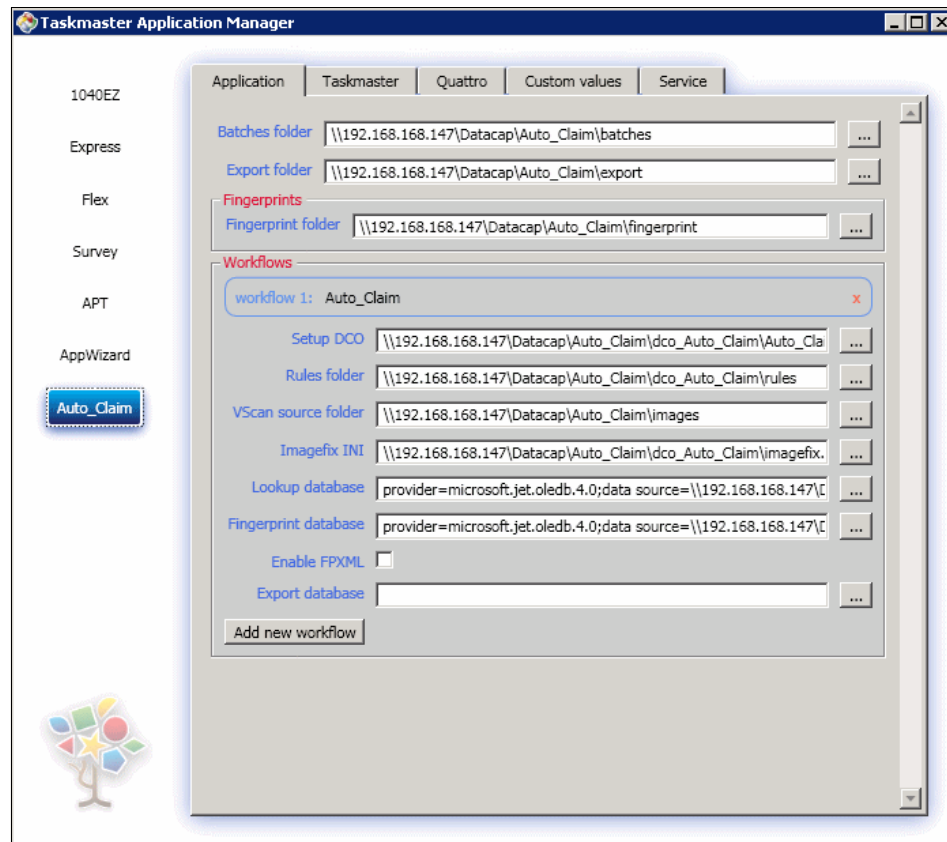 Taskmaster Application Manager
1040EZ
Express
Flex
Survey
APT
AppWizard
Auto_Claim
Application Taskmaster Quattro Custom values Service
Batches folder \\192.168.168.147\Datacap\Auto_Claim\batches ...
Export folder \\192.168.168.147\Datacap\Auto_Claim\export ...
Fingerprints
Fingerprint folder \\192.168.168.147\Datacap\Auto_Claim\fingerprint ...
Workflows
workflow 1: Auto_Claim x
Setup DCO \\192.168.168.147\Datacap\Auto_Claim\dco_Auto_Claim\Auto_Clai ...
Rules folder \\192.168.168.147\Datacap\Auto_Claim\dco_Auto_Claim\rules ...
VScan source folder \\192.168.168.147\Datacap\Auto_Claim\images ...
Imagefix INI \\192.168.168.147\Datacap\Auto_Claim\dco_Auto_Claim\imagefix. ...
Lookup database provider=microsoft.jet.oledb.4.0;data source=\\192.168.168.147\D ...
Fingerprint database provider=microsoft.jet.oledb.4.0;data source=\\192.168.168.147\D ...
Enable FPXML
Export database ...
Add new workflow